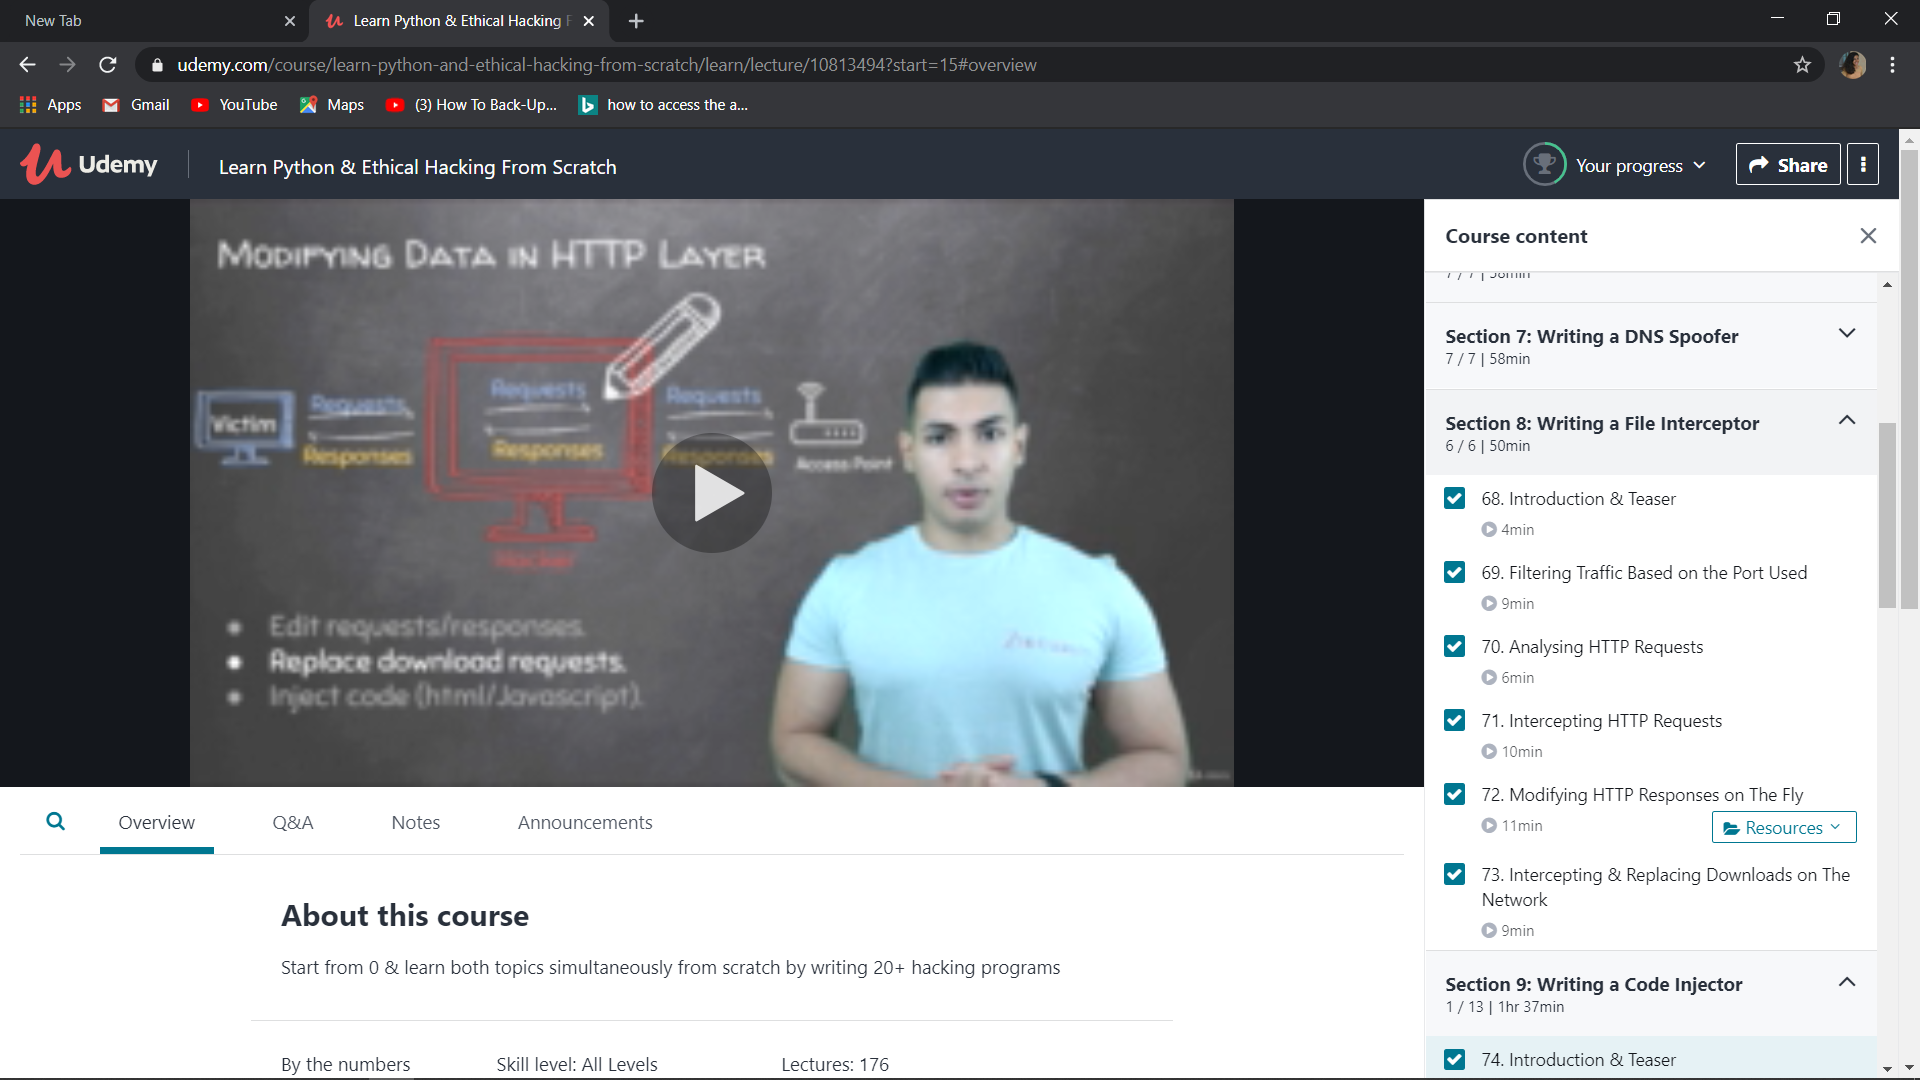 New Tab
Learn Python & Ethical Hacking F
udemy.com/course/learn-python-and-ethical-hacking-from-scratch/learn/lecture/10813494?start=15#overview
Apps
Gmail
YouTube
Maps
(3) How To Back-Up...
how to access the a...
Udemy
Learn Python & Ethical Hacking From Scratch
Your progress
Share
MODIFYING DATA IN HTTP LAYER
Victim
Requests
Responses
Requests
Responses
Requests
Responses
Access Point
Hacker
Edit requests/responses.
Replace download requests.
Inject code (html/Javascript).
Overview
Q&A
Notes
Announcements
About this course
Start from 0 & learn both topics simultaneously from scratch by writing 20+ hacking programs
By the numbers
Skill level: All Levels
Lectures: 176
Course content
7 / 7 | 58min
Section 7: Writing a DNS Spoofer
7 / 7 | 58min
Section 8: Writing a File Interceptor
6 / 6 | 50min
68. Introduction & Teaser
4min
69. Filtering Traffic Based on the Port Used
9min
70. Analysing HTTP Requests
6min
71. Intercepting HTTP Requests
10min
72. Modifying HTTP Responses on The Fly
11min
Resources
73. Intercepting & Replacing Downloads on The
Network
9min
Section 9: Writing a Code Injector
1 / 13 | 1hr 37min
74. Introduction & Teaser